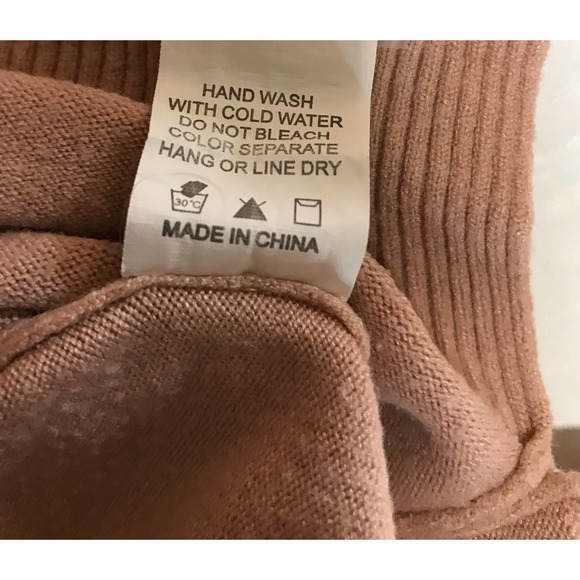 HAND WASH
WITH COLD WATER
DO NOT BLEACH
COLOR SEPARATE
HANG OR LINE DRY
30°C
MADE IN CHINA